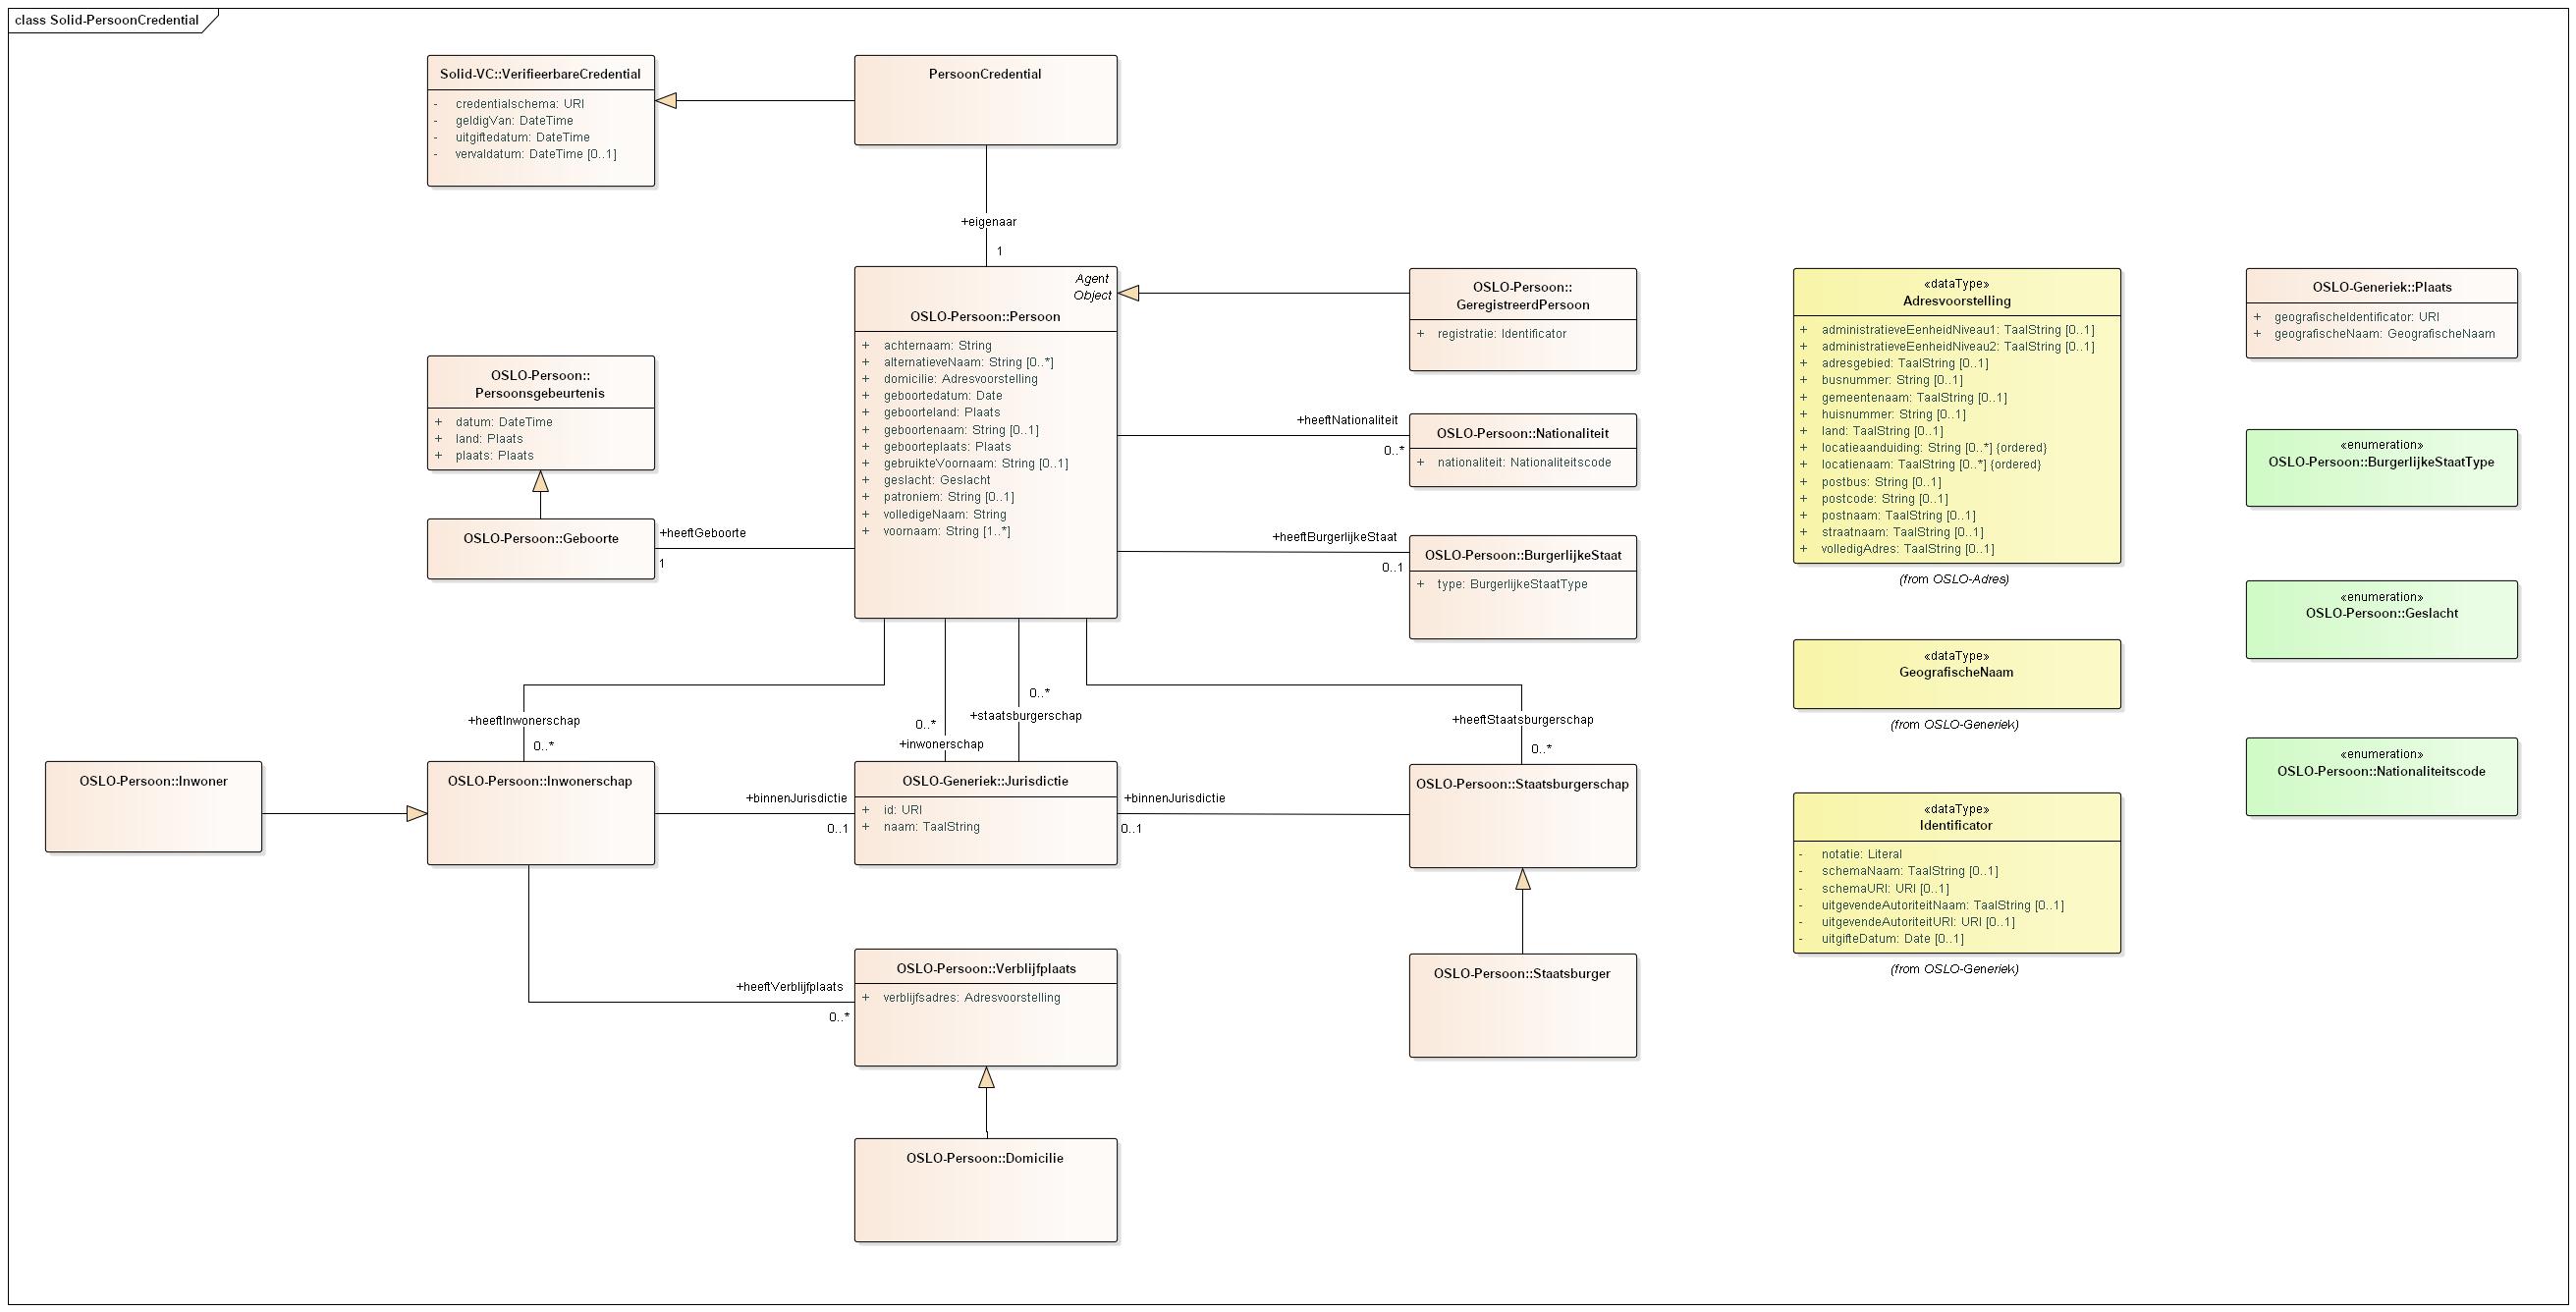 class Solid-PersoonCredential
Solid-VC::VerifieerbareCredential
- credentialschema: URI
- geldigVan: DateTime
- uitgiftedatum: DateTime
- vervaldatum: DateTime [0..1]
PersoonCredential
+eigenaar
1
Agent
Object
OSLO-Persoon::Persoon
+ achternaam: String
+ alternatieveNaam: String [0..*]
+ domicilie: Adresvoorstelling
+ geboortedatum: Date
+ geboorteland: Plaats
+ geboortenaam: String [0..1]
+ geboorteplaats: Plaats
+ gebruikteVoornaam: String [0..1]
+ geslacht: Geslacht
+ patroniem: String [0..1]
+ volledigeNaam: String
+ voornaam: String [1..*]
OSLO-Persoon::
GeregistreerdPersoon
+ registratie: Identificator
OSLO-Persoon::
Persoonsgebeurtenis
+ datum: DateTime
+ land: Plaats
+ plaats: Plaats
OSLO-Persoon::Geboorte
+heeftGeboorte
1
+heeftNationaliteit
0..*
OSLO-Persoon::Nationaliteit
+ nationaliteit: Nationaliteitscode
+heeftBurgerlijkeStaat
0..1
OSLO-Persoon::BurgerlijkeStaat
+ type: BurgerlijkeStaatType
+heeftInwonerschap
0..*
0..*
+inwonerschap
0..*
+staatsburgerschap
+heeftStaatsburgerschap
0..*
OSLO-Persoon::Inwoner
OSLO-Persoon::Inwonerschap
+binnenJurisdictie
0..1
OSLO-Generiek::Jurisdictie
+ id: URI
+ naam: TaalString
+binnenJurisdictie
0..1
OSLO-Persoon::Staatsburgerschap
+heeftVerblijfplaats
0..*
OSLO-Persoon::Verblijfplaats
+ verblijfsadres: Adresvoorstelling
OSLO-Persoon::Staatsburger
OSLO-Persoon::Domicilie
«dataType»
Adresvoorstelling
+ administratieveEenheidNiveau1: TaalString [0..1]
+ administratieveEenheidNiveau2: TaalString [0..1]
+ adresgebied: TaalString [0..1]
+ busnummer: String [0..1]
+ gemeentenaam: TaalString [0..1]
+ huisnummer: String [0..1]
+ land: TaalString [0..1]
+ locatieaanduiding: String [0..*] {ordered}
+ locatienaam: TaalString [0..*] {ordered}
+ postbus: String [0..1]
+ postcode: String [0..1]
+ postnaam: TaalString [0..1]
+ straatnaam: TaalString [0..1]
+ volledigAdres: TaalString [0..1]
(from OSLO-Adres)
«dataType»
GeografischeNaam
(from OSLO-Generiek)
«dataType»
Identificator
- notatie: Literal
- schemaNaam: TaalString [0..1]
- schemaURI: URI [0..1]
- uitgevendeAutoriteitNaam: TaalString [0..1]
- uitgevendeAutoriteitURI: URI [0..1]
- uitgifteDatum: Date [0..1]
(from OSLO-Generiek)
OSLO-Generiek::Plaats
+ geografischeIdentificator: URI
+ geografischeNaam: GeografischeNaam
«enumeration»
OSLO-Persoon::BurgerlijkeStaatType
«enumeration»
OSLO-Persoon::Geslacht
«enumeration»
OSLO-Persoon::Nationaliteitscode